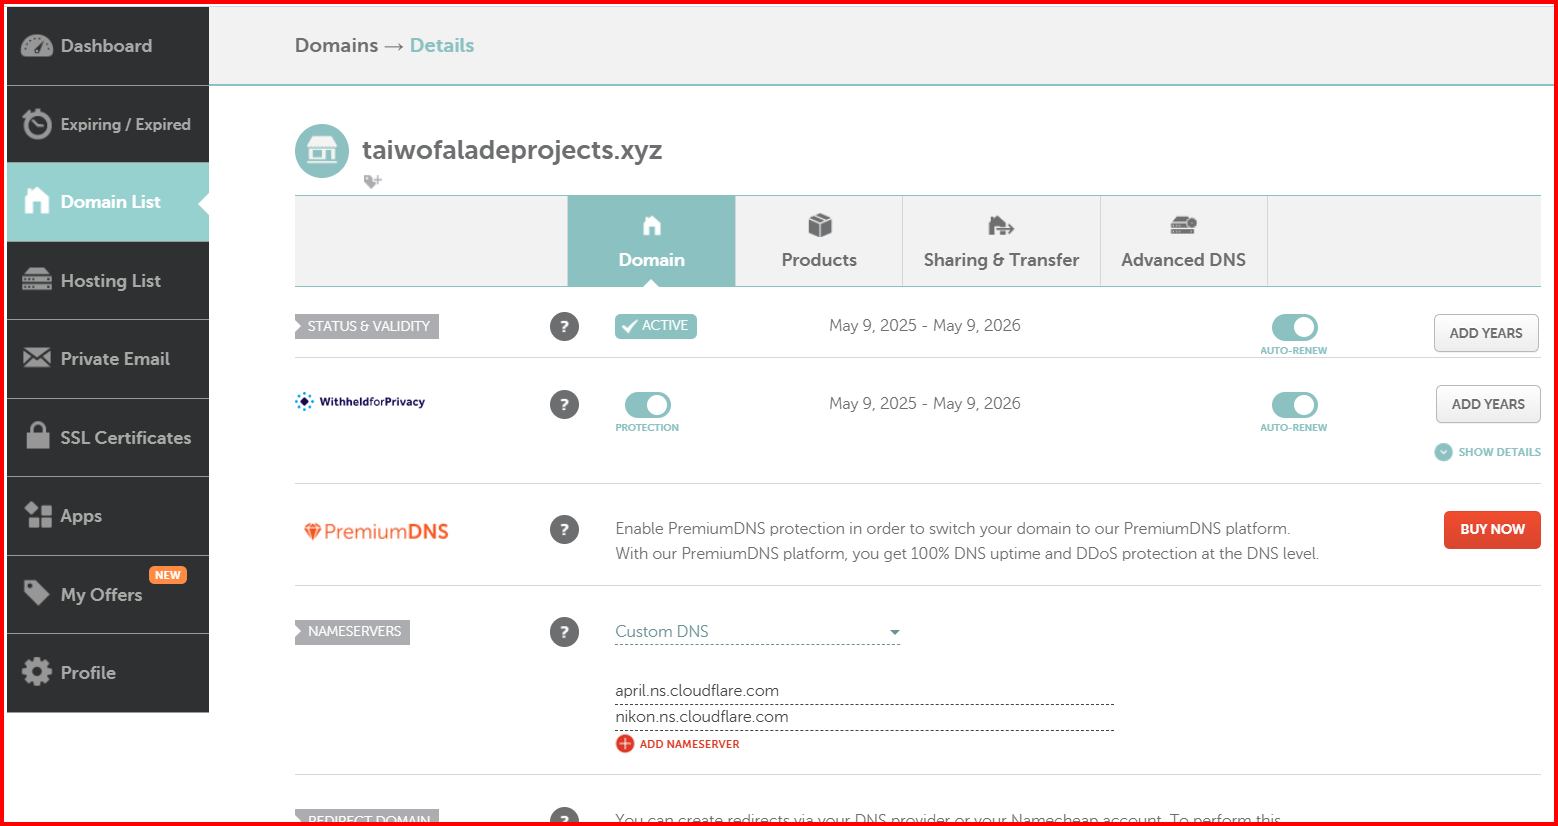 Dashboard
Expiring / Expired
Domain List
Hosting List
Private Email
SSL Certificates
Apps
My Offers
NEW
Profile
Domains → Details
taiwofaladeprojects.xyz
Domain
Products
Sharing & Transfer
Advanced DNS
STATUS & VALIDITY
?
ACTIVE
May 9, 2025 - May 9, 2026
AUTO-RENEW
ADD YEARS
WithheldforPrivacy
?
PROTECTION
May 9, 2025 - May 9, 2026
AUTO-RENEW
ADD YEARS
SHOW DETAILS
PremiumDNS
?
Enable PremiumDNS protection in order to switch your domain to our PremiumDNS platform.
With our PremiumDNS platform, you get 100% DNS uptime and DDoS protection at the DNS level.
BUY NOW
NAMESERVERS
?
Custom DNS
april.ns.cloudflare.com
nikon.ns.cloudflare.com
ADD NAMESERVER
REDIRECT DOMAIN
?
You can create redirects via your DNS provider or your Namecheap account. To perform this